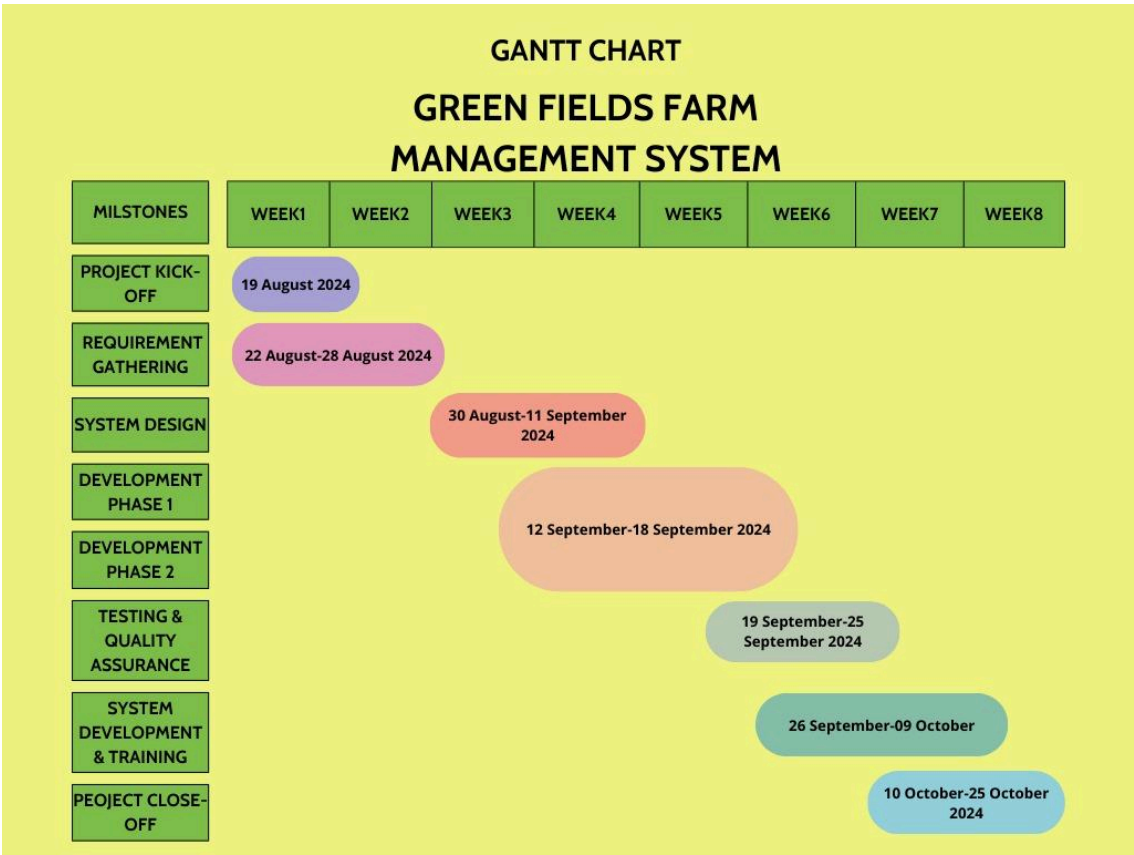 GANTT CHART
GREEN FIELDS FARM
MANAGEMENT SYSTEM
MILSTONES
WEEK1
WEEK2
WEEK3
WEEK4
WEEK5
WEEK6
WEEK7
WEEK8
PROJECT KICK-
OFF
19 August 2024
REQUIREMENT
GATHERING
22 August-28 August 2024
SYSTEM DESIGN
30 August-11 September
2024
DEVELOPMENT
PHASE 1
12 September-18 September 2024
DEVELOPMENT
PHASE 2
TESTING &
QUALITY
ASSURANCE
19 September-25
September 2024
SYSTEM
DEVELOPMENT
& TRAINING
26 September-09 October
PEOJECT CLOSE-
OFF
10 October-25 October
2024